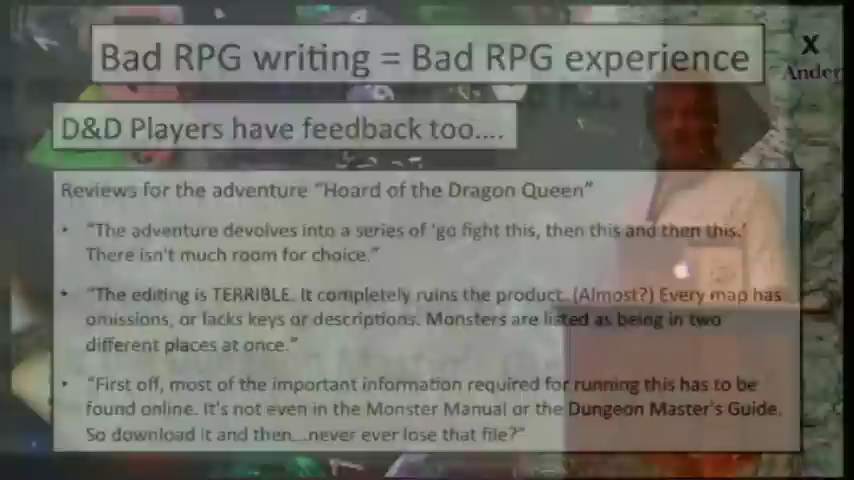 Bad RPG writing = Bad RPG experience
X
Ander
D&D Players have feedback too....
Reviews for the adventure "Hoard of the Dragon Queen"
• "The adventure devolves into a series of 'go fight this, then this and then this.'
There isn't much room for choice."
• "The editing is TERRIBLE. It completely ruins the product. (Almost?) Every map has
omissions, or lacks keys or descriptions. Monsters are listed as being in two
different places at once."
• "First off, most of the important information required for running this has to be
found online. It's not even in the Monster Manual or the Dungeon Master's Guide.
So download it and then...never ever lose that file?"